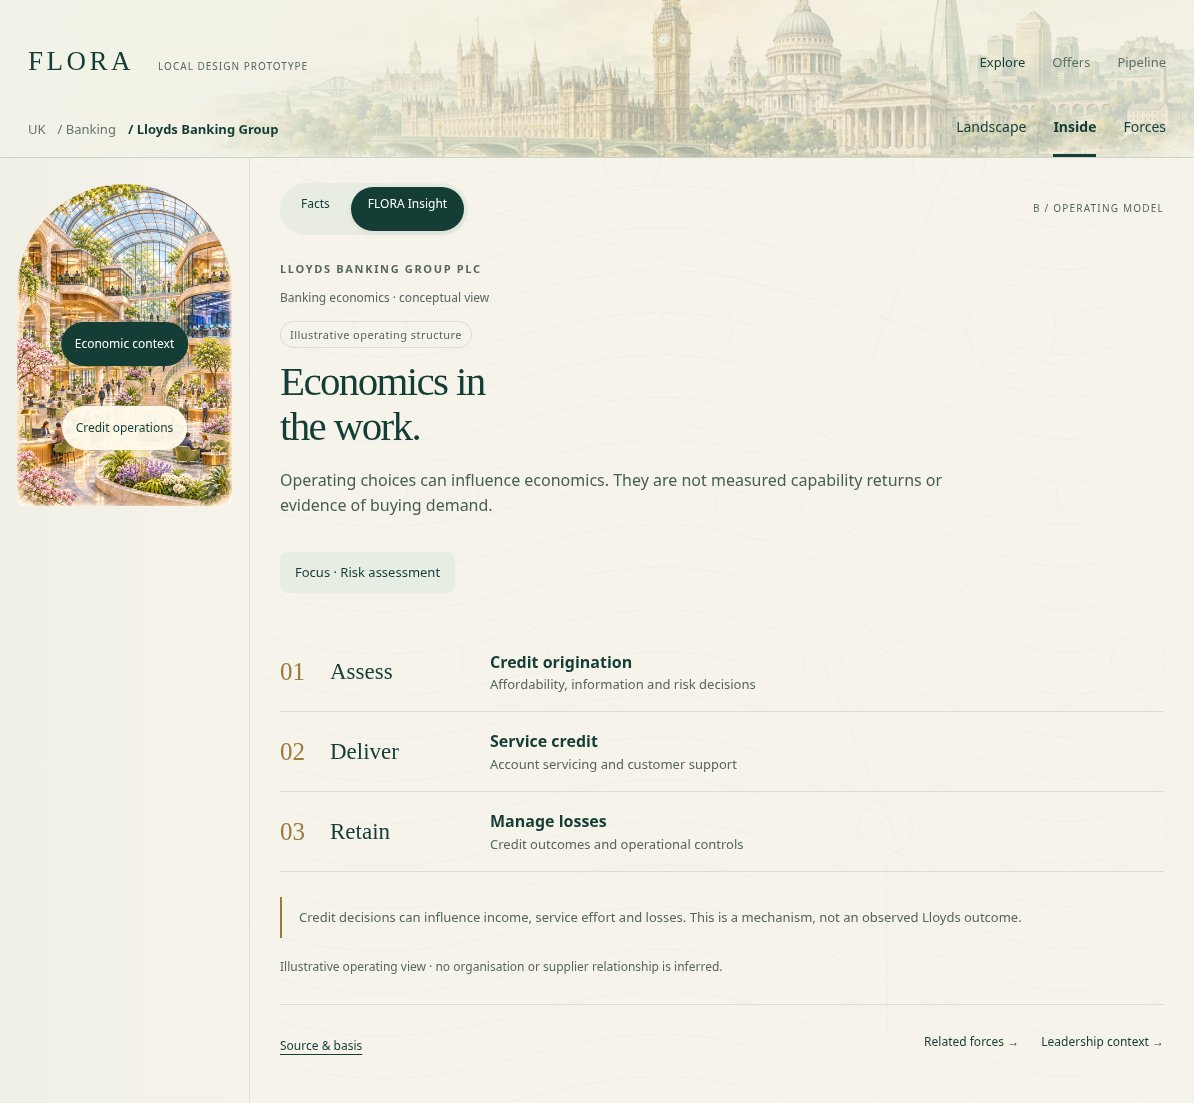 FLORA
LOCAL DESIGN PROTOTYPE
Explore Offers Pipeline
UK / Banking / Lloyds Banking Group
Landscape Inside Forces
Economic context
Credit operations
Facts FLORA Insight
B / OPERATING MODEL
LLOYDS BANKING GROUP PLC
Banking economics · conceptual view
Illustrative operating structure
Economics in
the work.
Operating choices can influence economics. They are not measured capability returns or
evidence of buying demand.
Focus · Risk assessment
01 Assess Credit origination
Affordability, information and risk decisions
02 Deliver Service credit
Account servicing and customer support
03 Retain Manage losses
Credit outcomes and operational controls
Credit decisions can influence income, service effort and losses. This is a mechanism, not an observed Lloyds outcome.
Illustrative operating view · no organisation or supplier relationship is inferred.
Source & basis
Related forces → Leadership context →